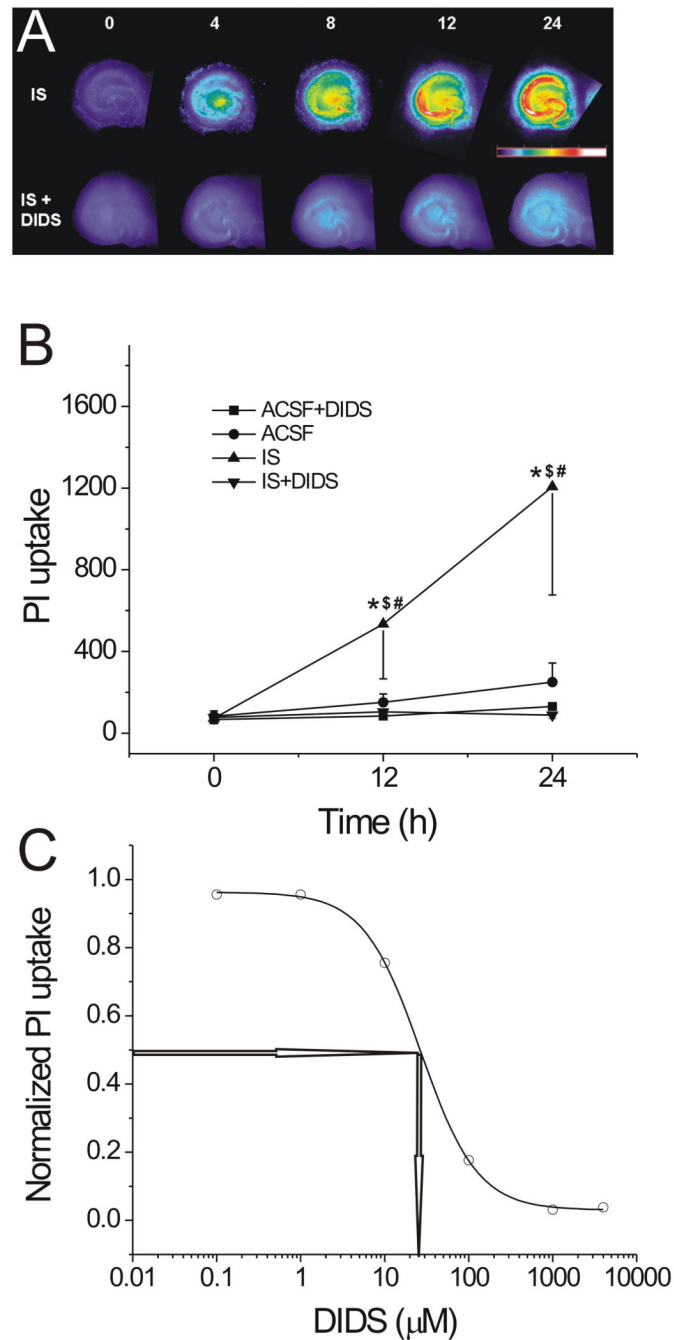 A
0 4 8 12 24
IS
IS +
DIDS
B
1600
1200
800
400
0
PI uptake
ACSF+DIDS
ACSF
IS
IS+DIDS
*$#
*$#
0 12 24
Time (h)
C
1.0
0.8
0.6
0.4
0.2
0.0
Normalized PI uptake
0.01 0.1 1 10 100 1000 10000
DIDS (μM)